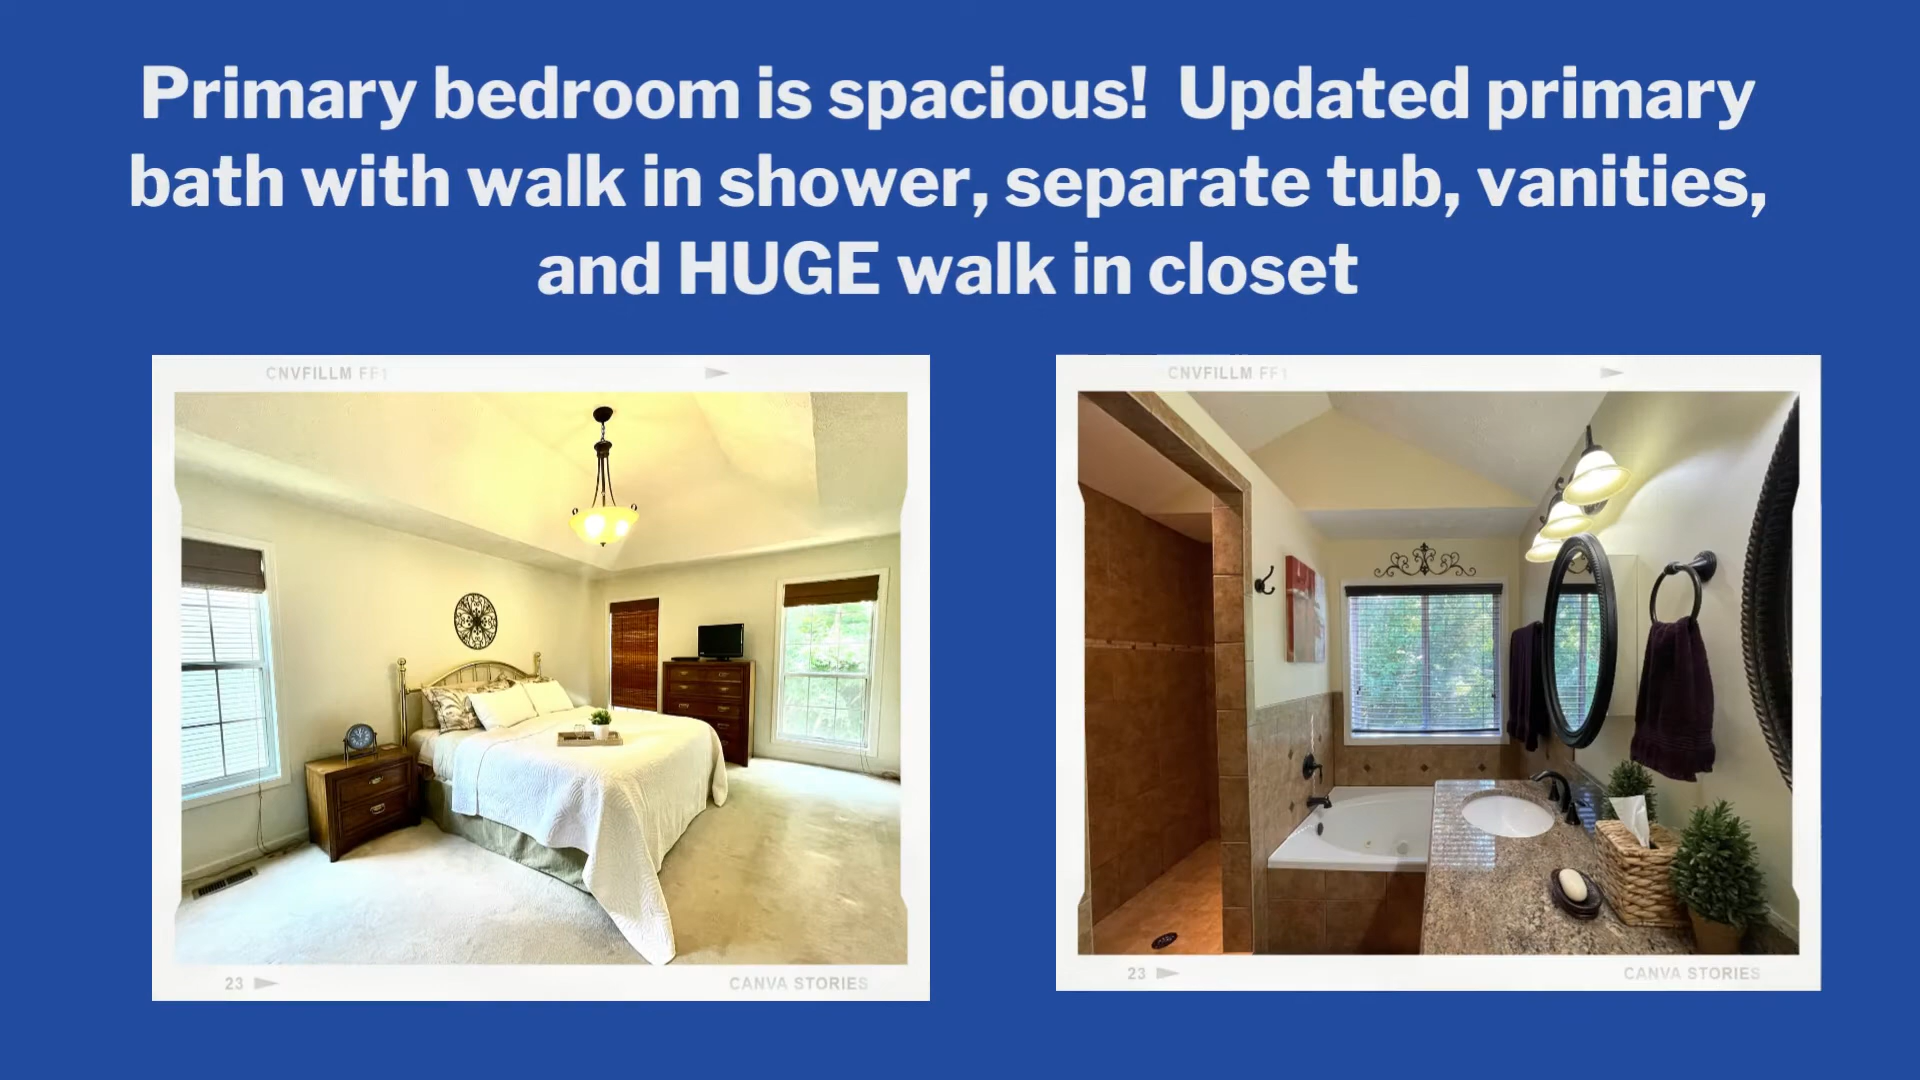 Primary bedroom is spacious! Updated primary
bath with walk in shower, separate tub, vanities,
and HUGE walk in closet
CNVFILLM FF1
CNVFILLM FF1
23
CANVA STORIES
23
CANVA STORIES